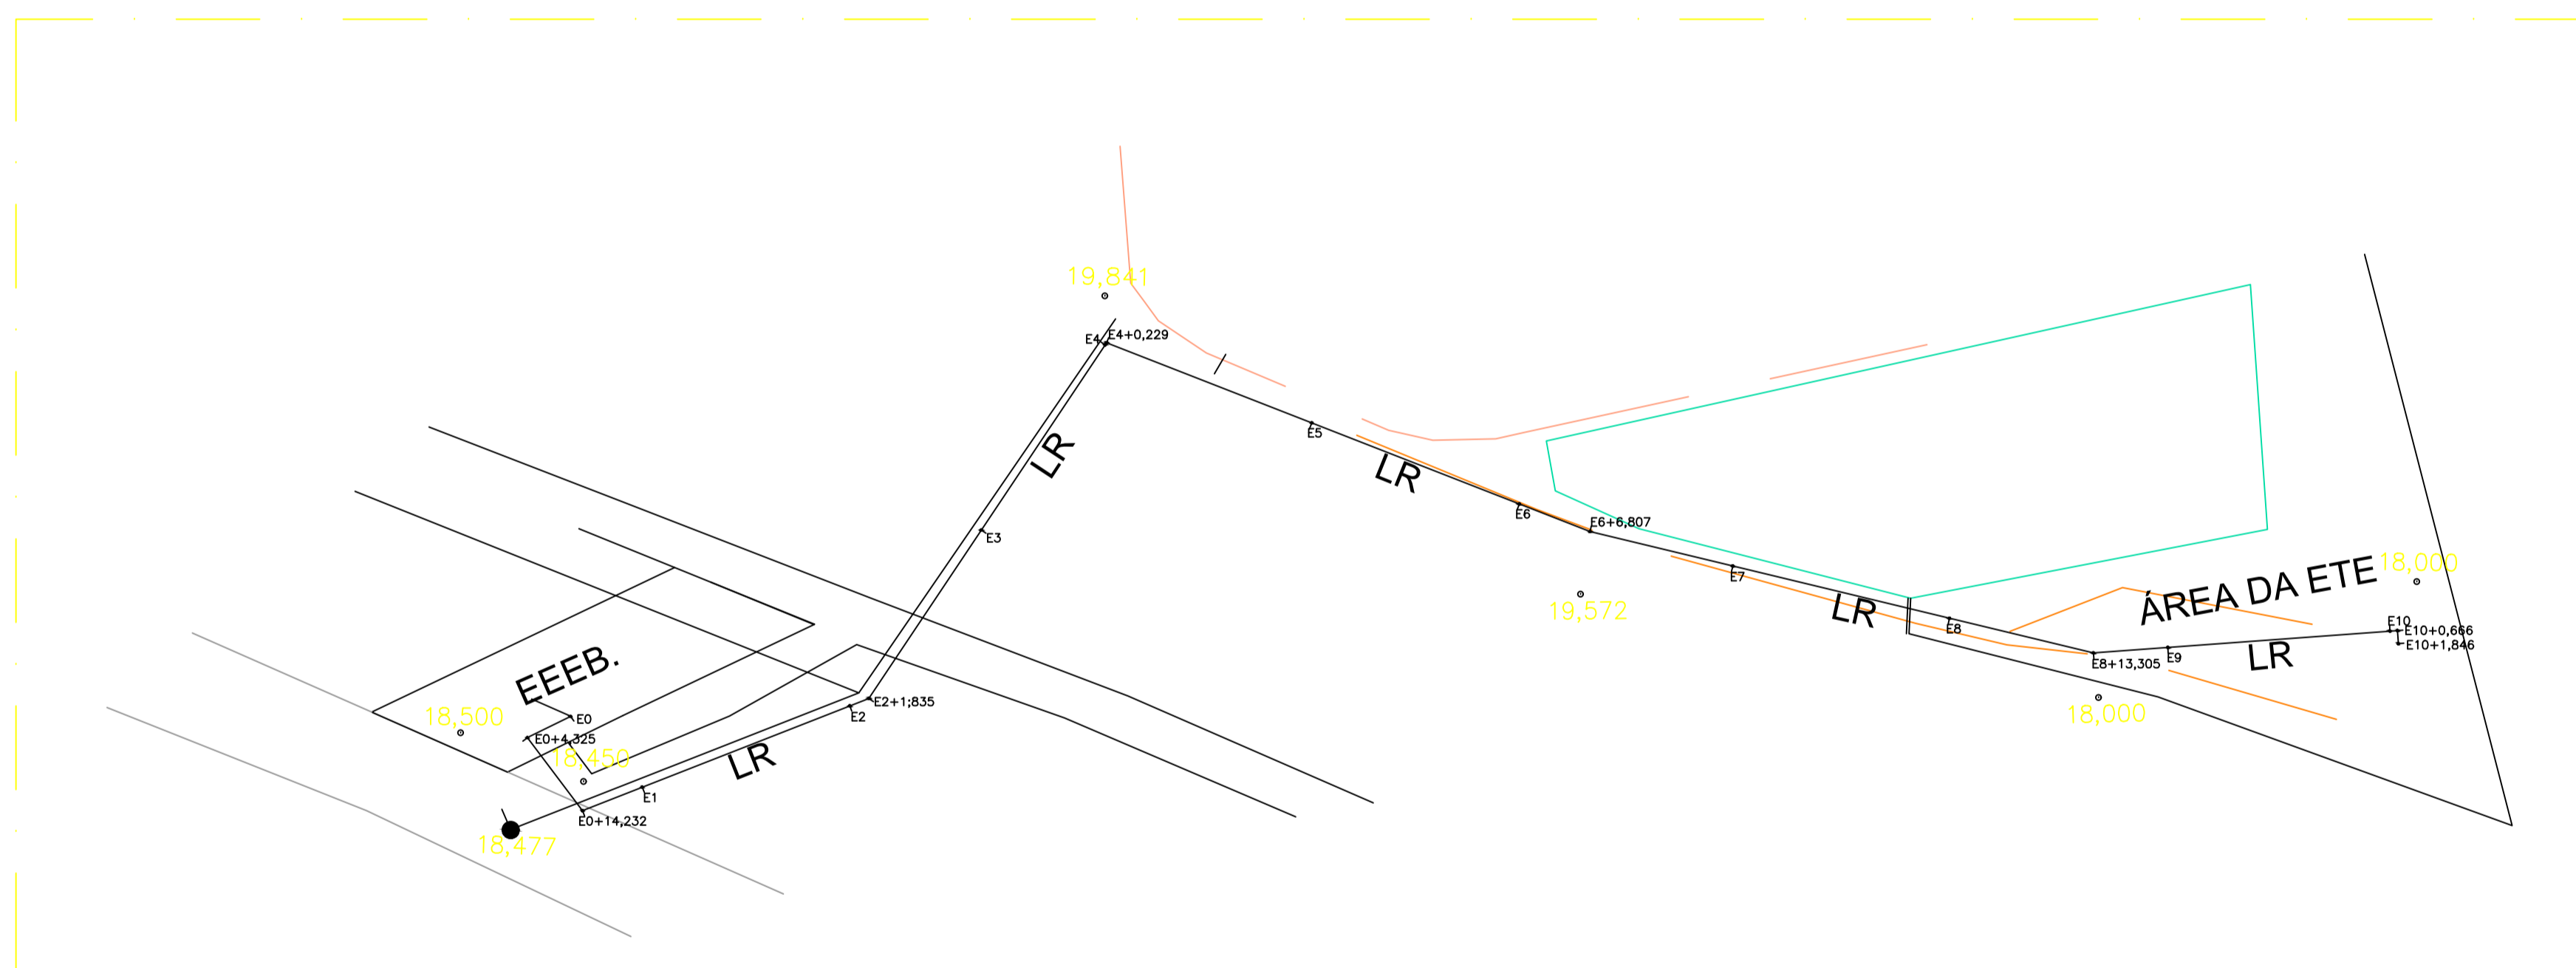 19,841
E4
E4+0,229
LR
E5
LR
E6
E6+6,807
E3
E7
19,572
LR
E8
ÁREA DA ETE
18,000
E10
E10+0,666
E10+1,846
LR
E9
E8+13,305
18,000
EEEB.
18,500
E0
E0+4,325
18,450
E2+1;835
E2
LR
E1
E0+14,232
18,477